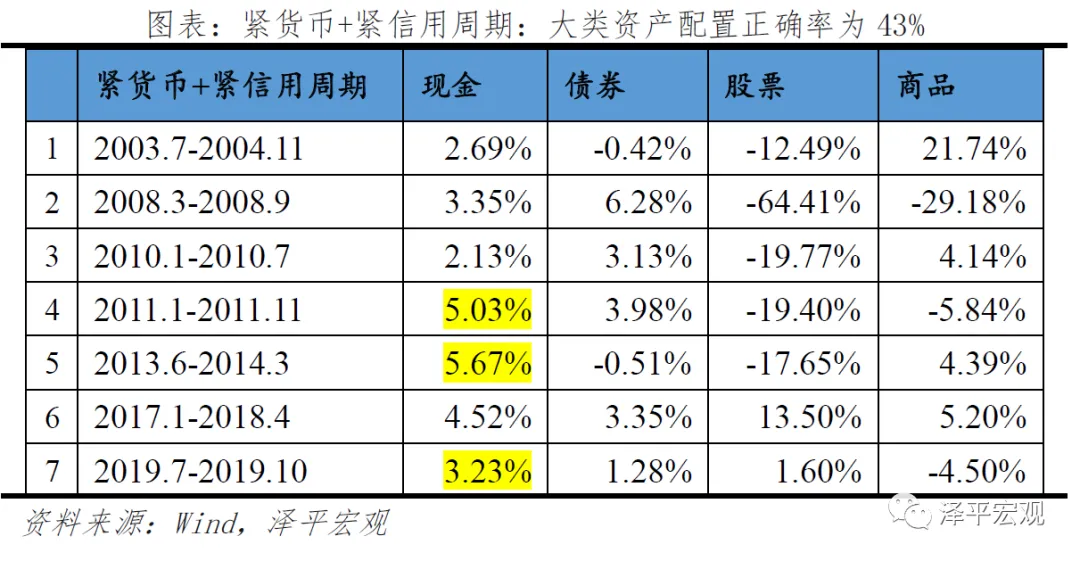 图表：紧货币+紧信用周期：大类资产配置正确率为 43%
紧货币+紧信用周期 现金 债券 股票 商品
1 2003.7-2004.11 2.69% -0.42% -12.49% 21.74%
2 2008.3-2008.9 3.35% 6.28% -64.41% -29.18%
3 2010.1-2010.7 2.13% 3.13% -19.77% 4.14%
4 2011.1-2011.11 5.03% 3.98% -19.40% -5.84%
5 2013.6-2014.3 5.67% -0.51% -17.65% 4.39%
6 2017.1-2018.4 4.52% 3.35% 13.50% 5.20%
7 2019.7-2019.10 3.23% 1.28% 1.60% -4.50%
资料来源：Wind，泽平宏观
泽平宏观